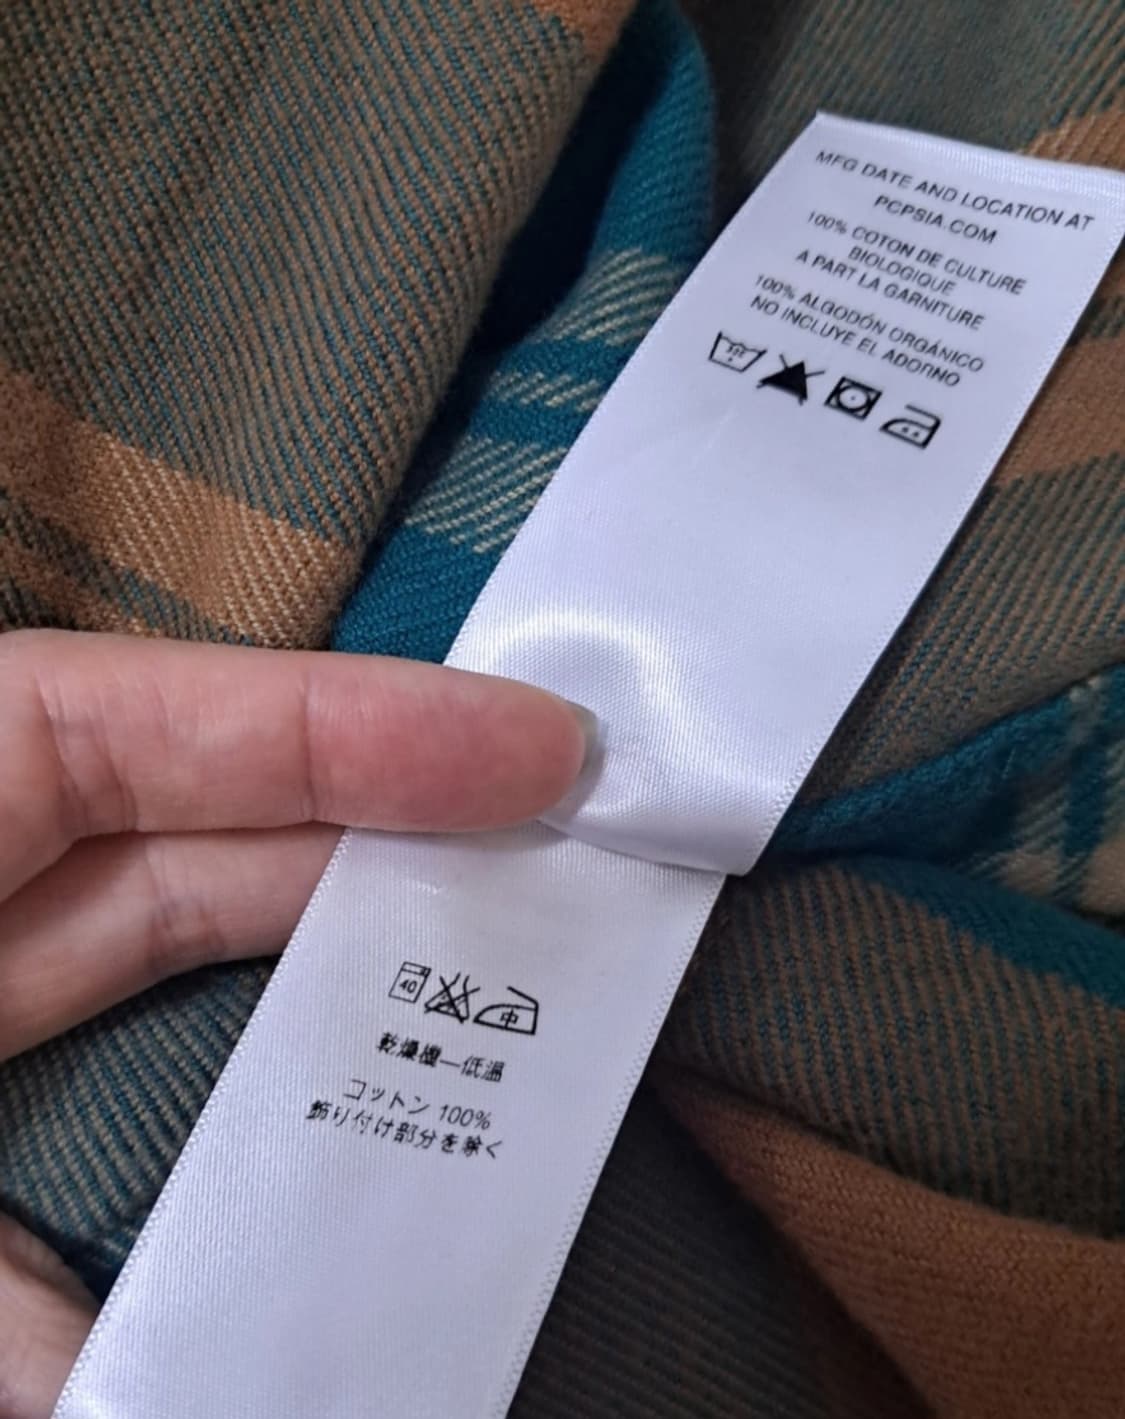 MFG DATE AND LOCATION AT
PCPSIA.COM
100% COTON DE CULTURE
BIOLOGIQUE
A PART LA GARNITURE
100% ALGODÓN ORGÁNICO
NO INCLUYE EL ADORNO
40
中
乾燥機—低温
コットン 100%
飾り付け部分を除く